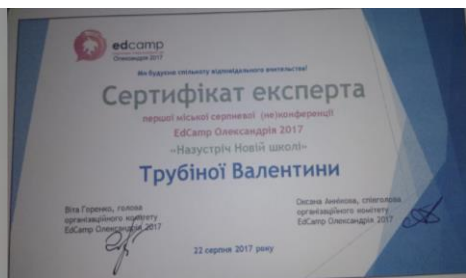 edcamp
Олександрія 2017
Ми будуємо спільноту відповідального вчительства!
Сертифікат експерта
першої міської серпневої (не)конференції
EdCamp Олександрія 2017
«Назустріч Новій школі»
Трубіної Валентини
Віта Горенко, голова
організаційного комітету
EdCamp Олександрія 2017
Оксана Аннікова, співголова
організаційного комітету
EdCamp Олександрія 2017
22 серпня 2017 року